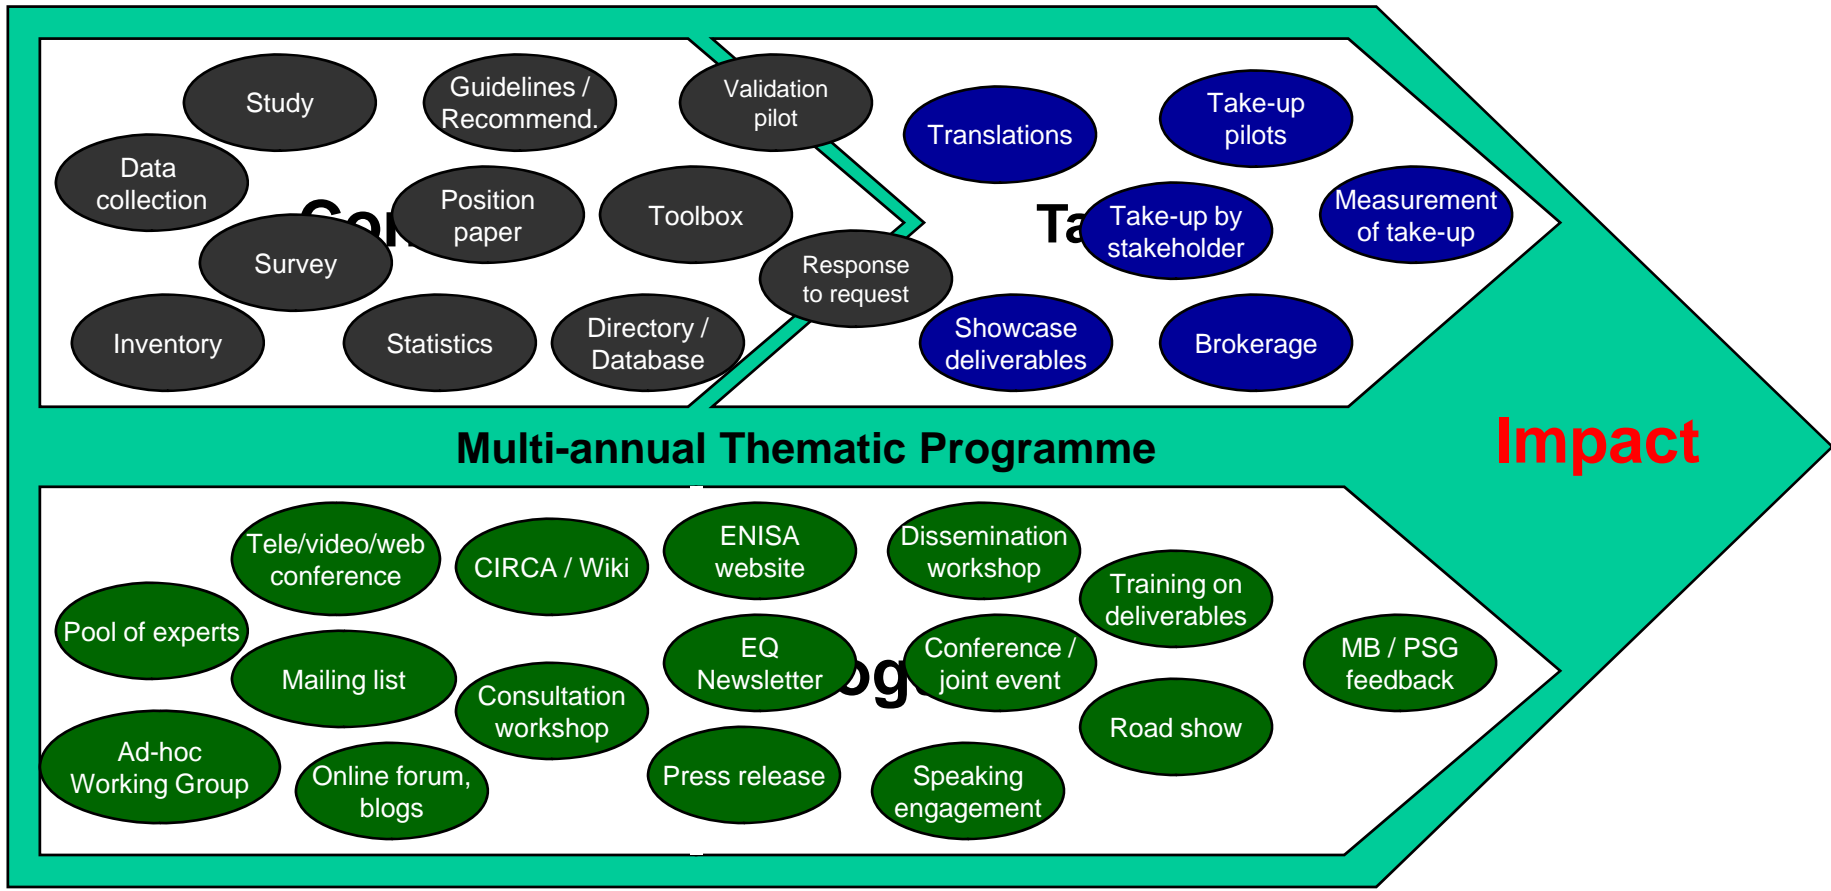 Study
Guidelines /
Recommend.
Validation
pilot
Data
collection
Position
paper
Toolbox
Survey
Response
to request
Inventory
Statistics
Directory /
Database
Translations
Take-up
pilots
Take-up by
stakeholder
Measurement
of take-up
Showcase
deliverables
Brokerage
Multi-annual Thematic Programme
Impact
Tele/video/web
conference
CIRCA / Wiki
ENISA
website
Dissemination
workshop
Training on
deliverables
Pool of experts
Mailing list
Consultation
workshop
EQ
Newsletter
Conference /
joint event
MB / PSG
feedback
Road show
Ad-hoc
Working Group
Online forum,
blogs
Press release
Speaking
engagement